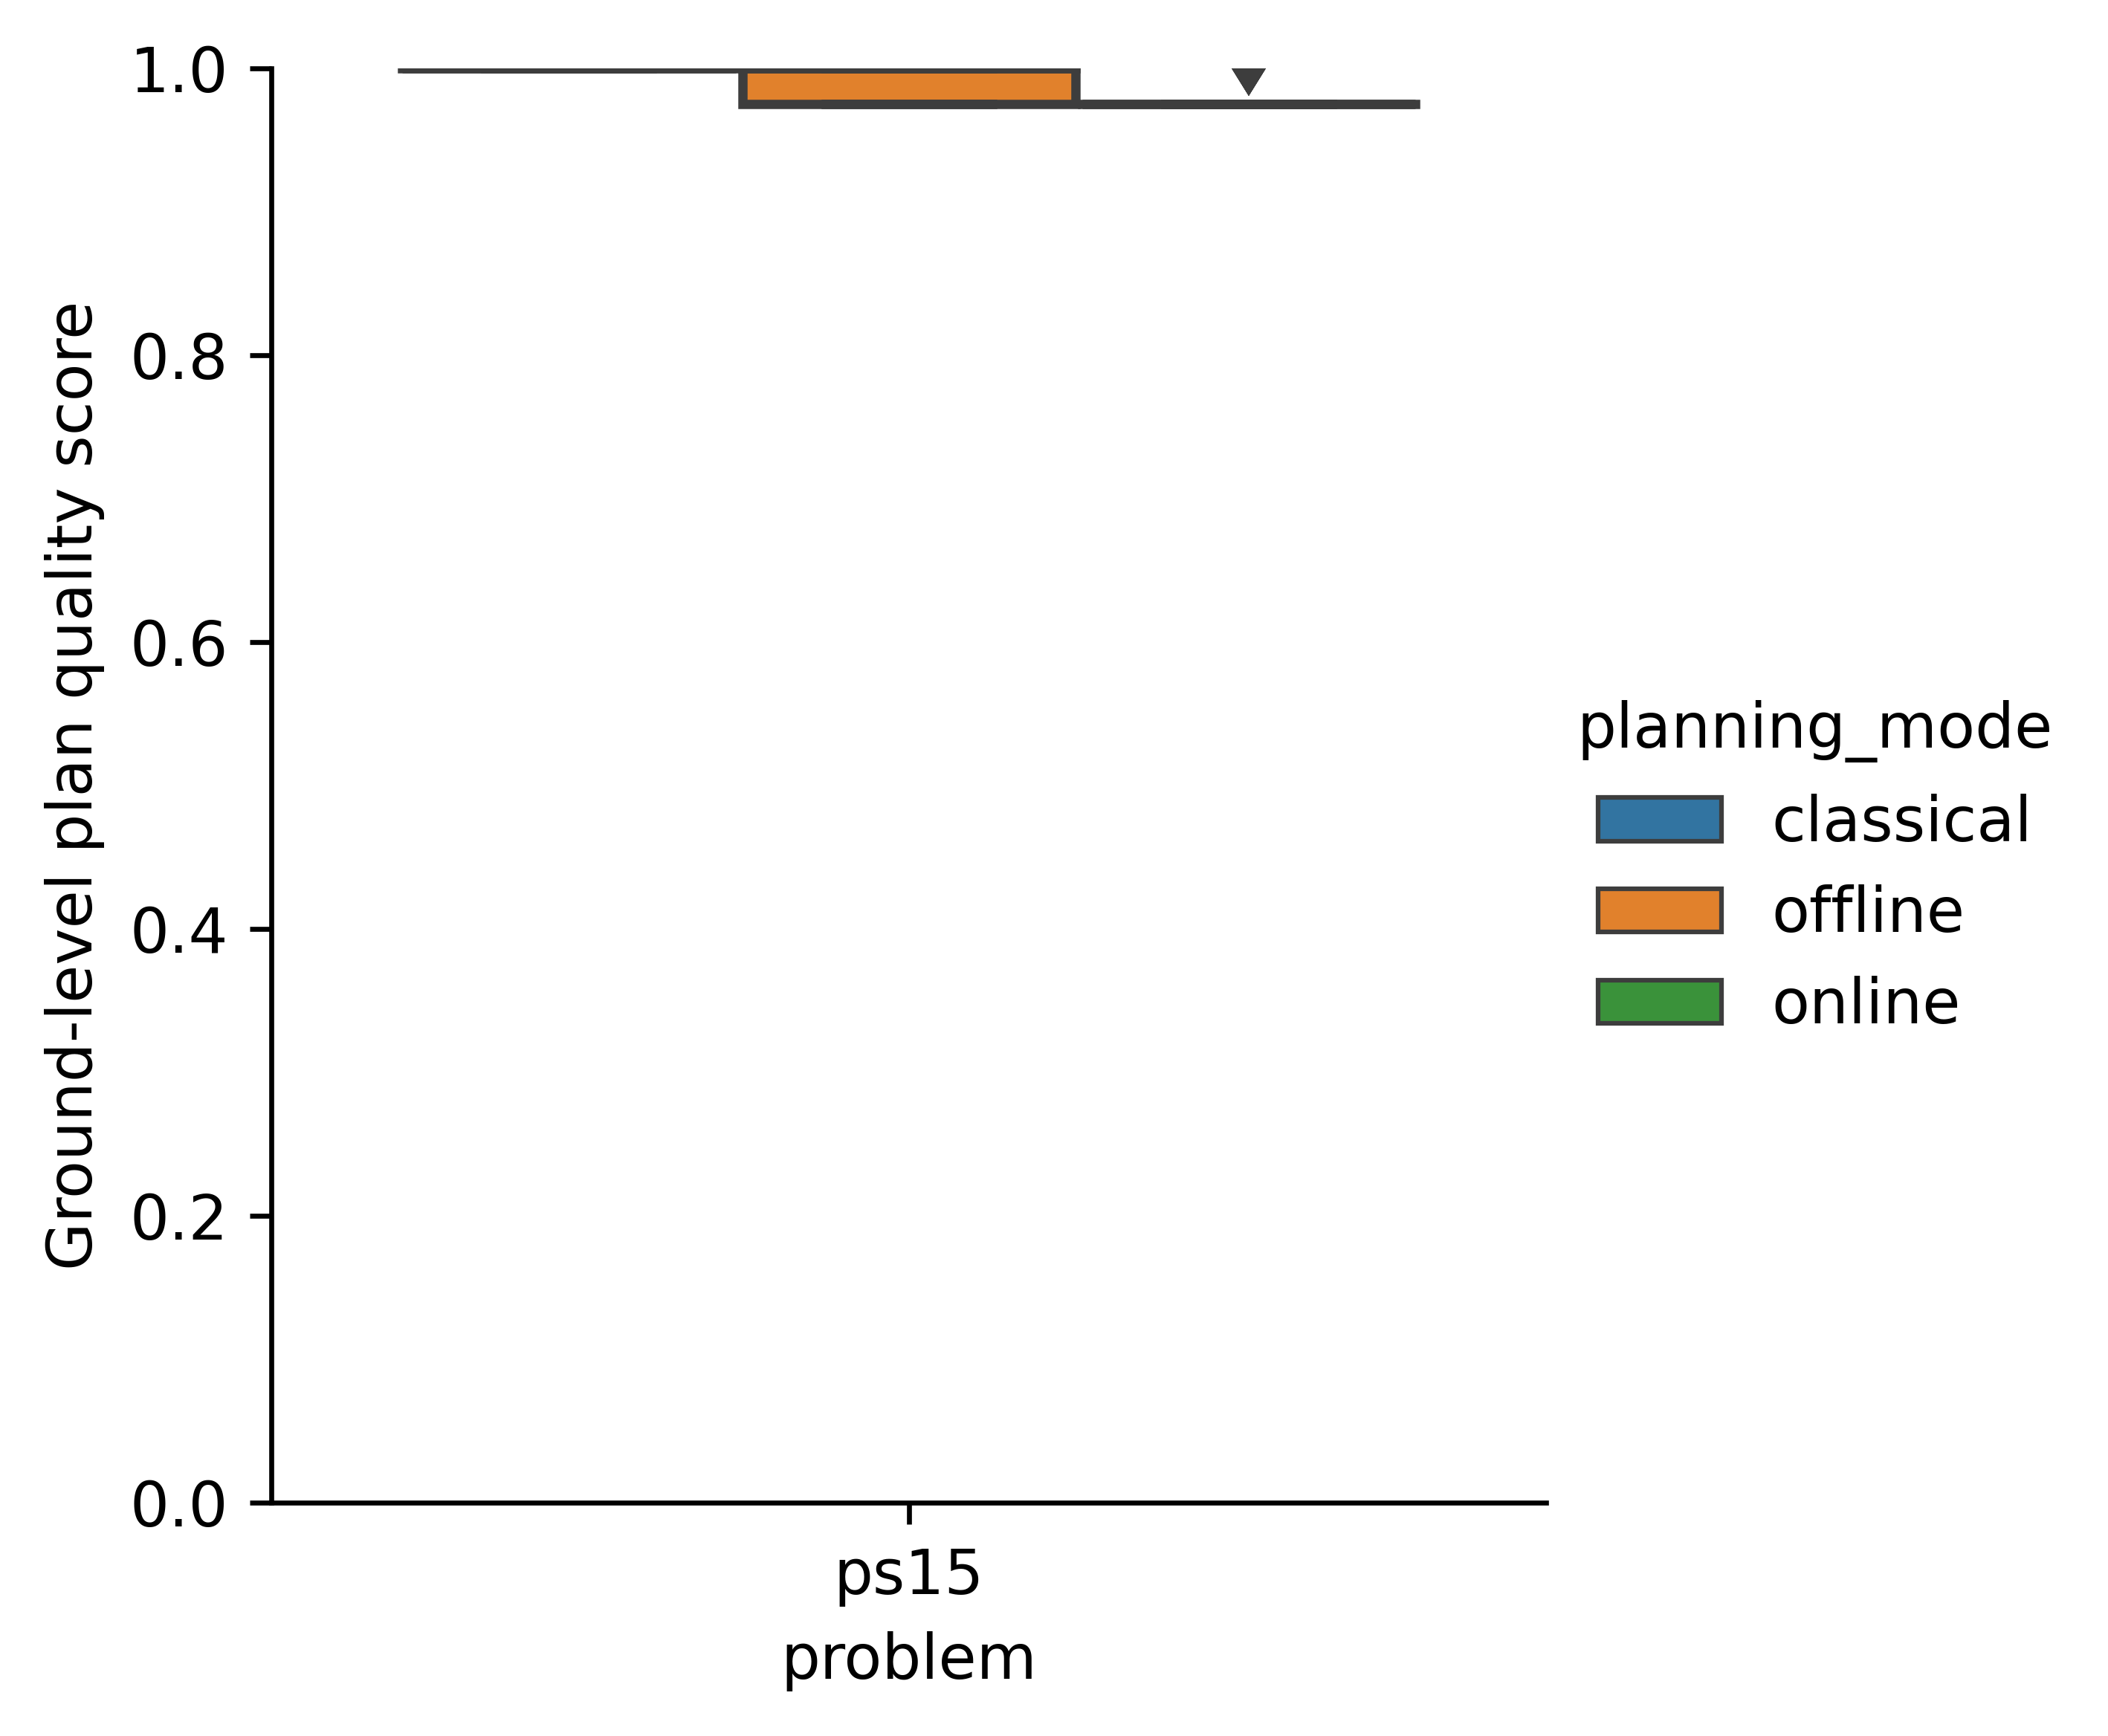 Ground-level plan quality score
1.0
0.8
0.6
0.4
0.2
0.0
ps15
problem
planning_mode
classical
offline
online